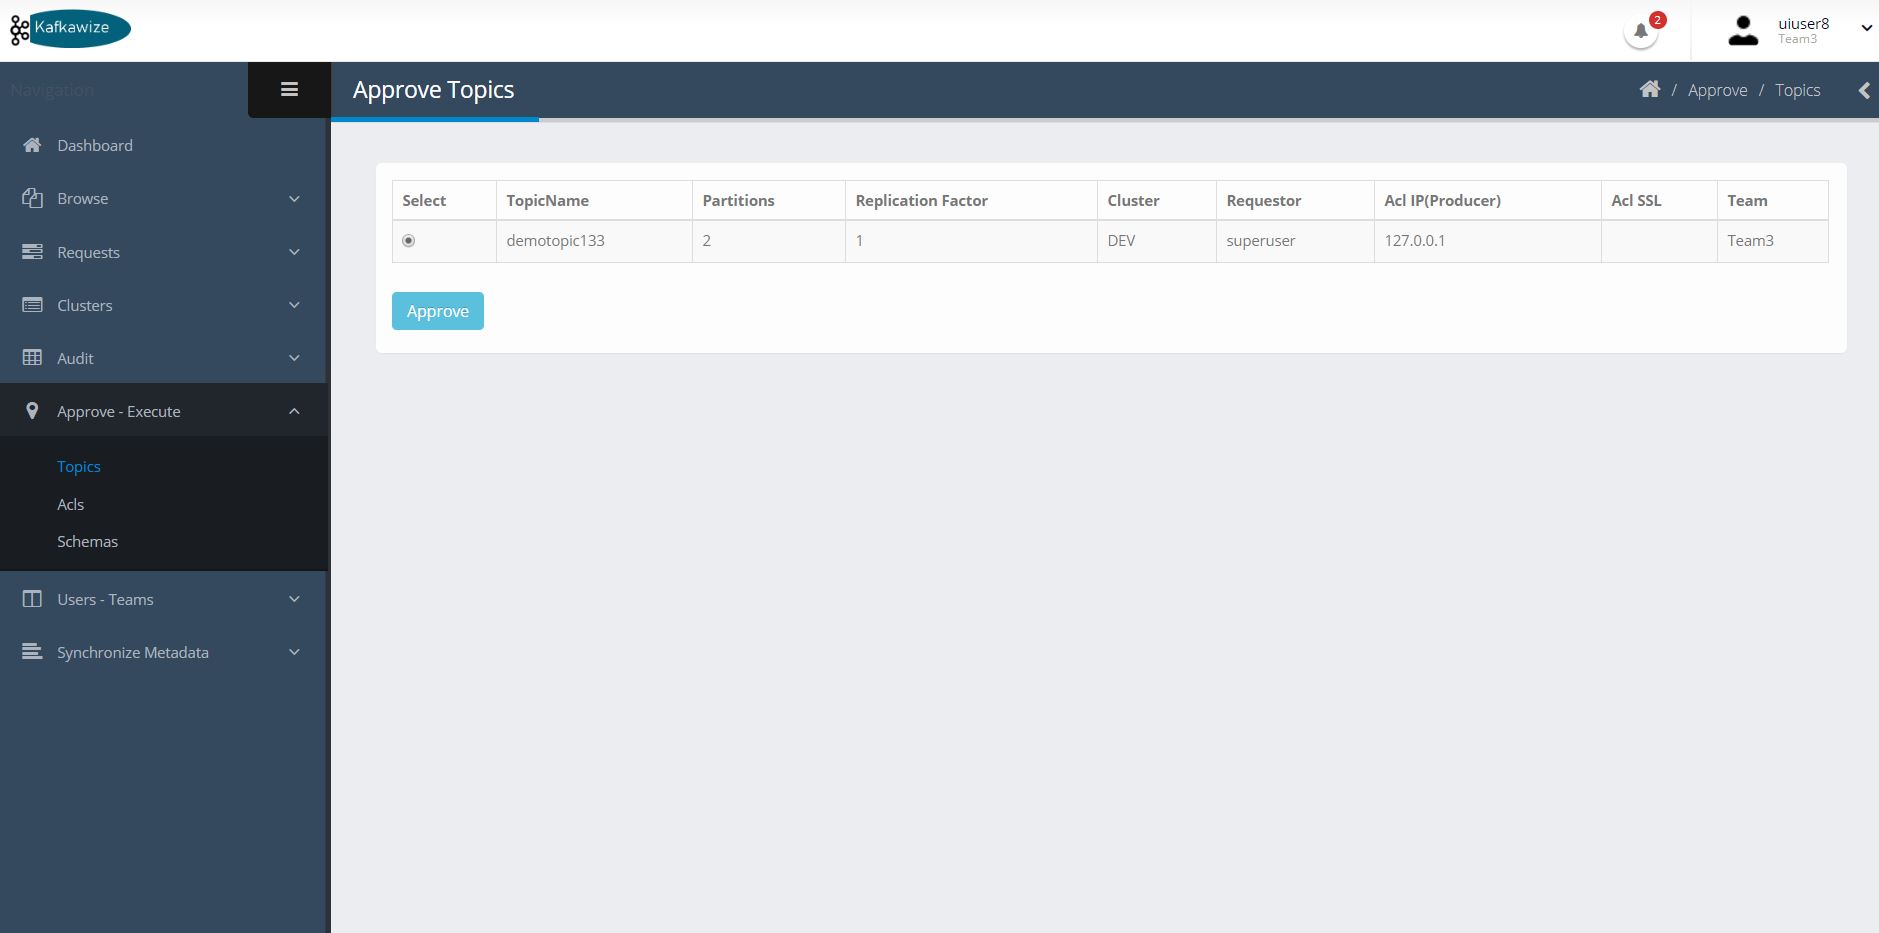 Kafkawize
2
uiuser8
Team3
Navigation
Approve Topics
/ Approve / Topics
Dashboard
Browse
Requests
Clusters
Audit
Approve - Execute
Topics
Acls
Schemas
Users - Teams
Synchronize Metadata
Select TopicName Partitions Replication Factor Cluster Requestor Acl IP(Producer) Acl SSL Team
demotopic133 2 1 DEV superuser 127.0.0.1 Team3
Approve